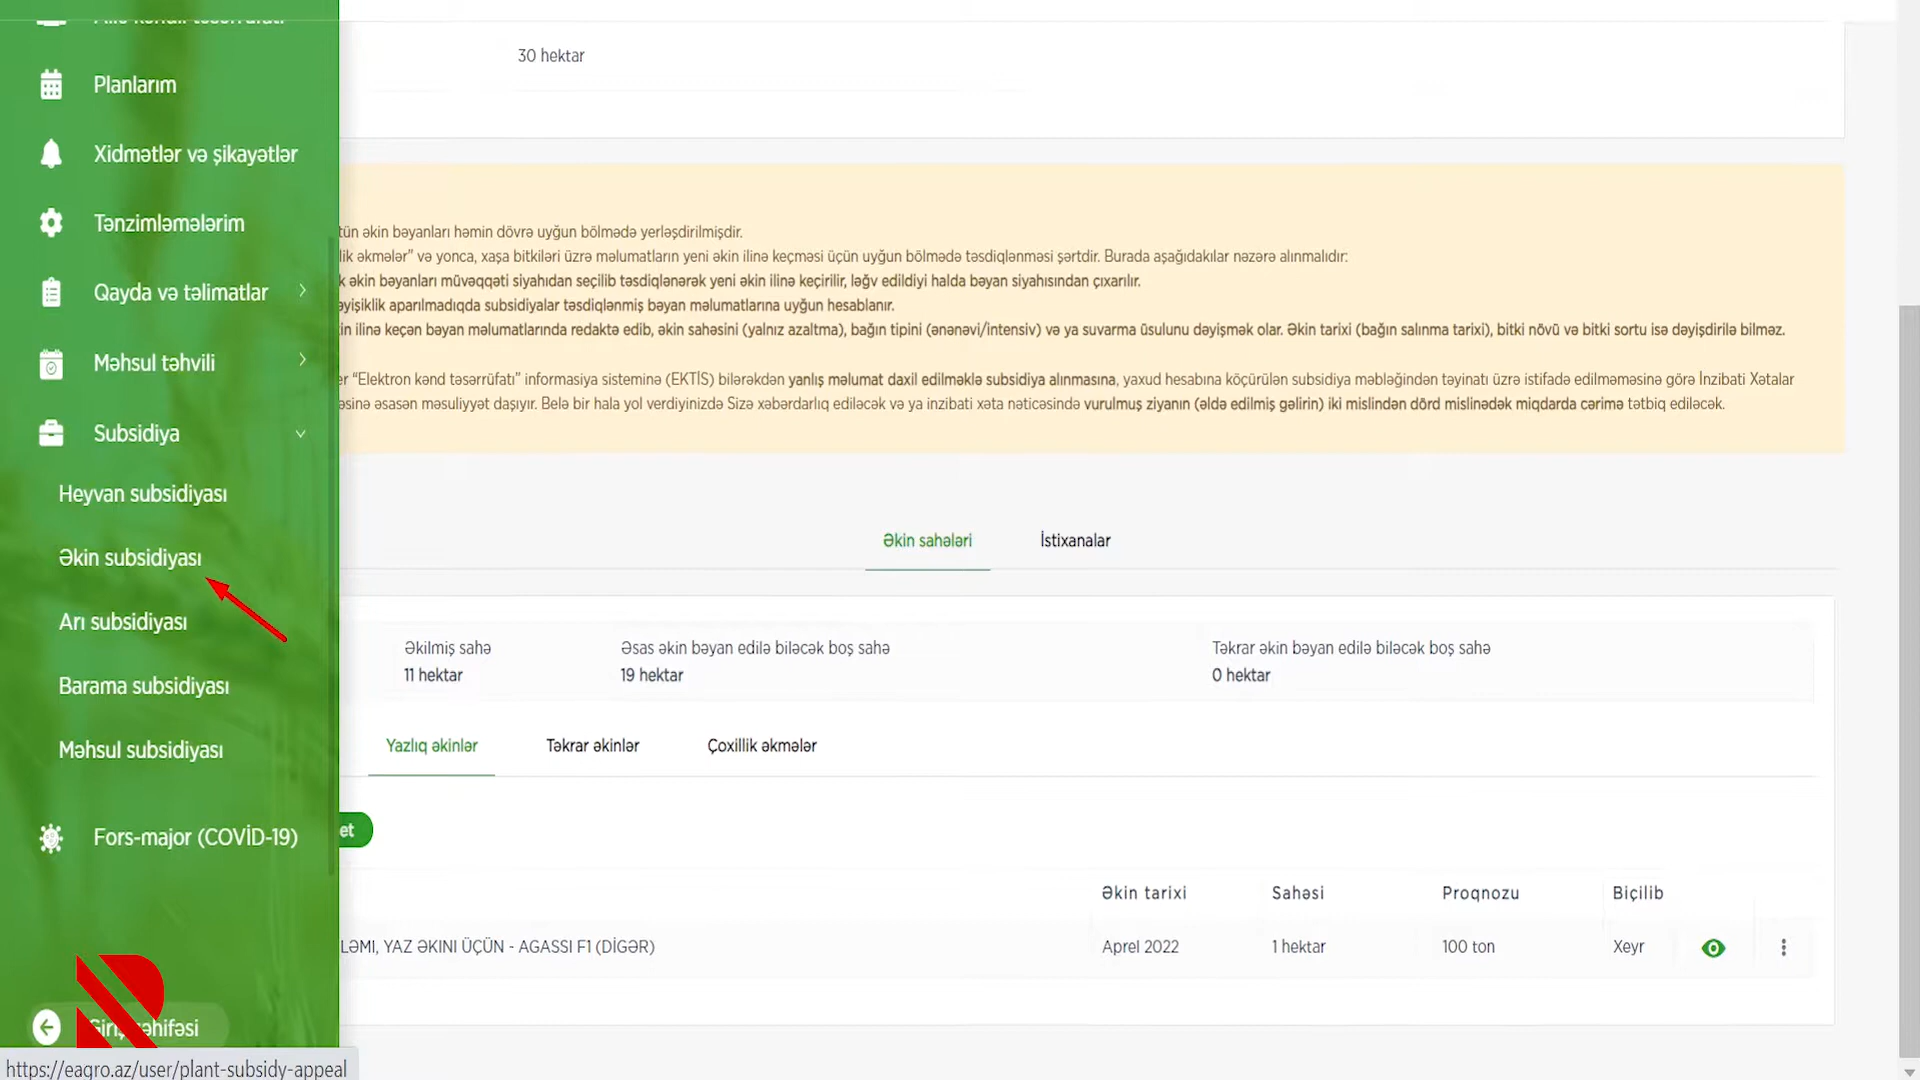 30 hektar
Planlarım
Xidmətlər və şikayətlər
Tənzimləmələrim
Qayda və təlimatlar
Məhsul təhvili
Subsidiya
Heyvan subsidiyası
Əkin subsidiyası
Arı subsidiyası
Barama subsidiyası
Məhsul subsidiyası
Fors-major (COVİD-19)
Giriş səhifəsi
https://eagro.az/user/plant-subsidy-appeal
tün əkin bəyanları həmin dövrə uyğun bölmədə yerləşdirilmişdir.
lik əkmələr” və yonca, xaşa bitkiləri üzrə məlumatların yeni əkin ilinə keçməsi üçün uyğun bölmədə təsdiqlənməsi şərtdir. Burada aşağıdakılar nəzərə alınmalıdır:
k əkin bəyanları müvəqqəti siyahıdan seçilib təsdiqlənərək yeni əkin ilinə keçirilir, ləğv edildiyi halda bəyan siyahısından çıxarılır.
əyişiklik aparılmadıqda subsidiyalar təsdiqlənmiş bəyan məlumatlarına uyğun hesablanır.
in ilinə keçən bəyan məlumatlarında redaktə edib, əkin sahəsini (yalnız azaltma), bağın tipini (ənənəvi/intensiv) və ya suvarma üsulunu dəyişmək olar. Əkin tarixi (bağın salınma tarixi), bitki növü və bitki sortu isə dəyişdirilə bilməz.
er “Elektron kənd təsərrüfatı” informasiya sisteminə (EKTİS) bilərəkdən yanlış məlumat daxil edilməklə subsidiya alınmasına, yaxud hesabına köçürülən subsidiya məbləğindən təyinatı üzrə istifadə edilməməsinə görə İnzibati Xətalar
əsinə əsasən məsuliyyət daşıyır. Belə bir hala yol verdiyinizdə Sizə xəbərdarlıq ediləcək və ya inzibati xəta nəticəsində vurulmuş ziyanın (əldə edilmiş gəlirin) iki mislindən dörd mislinədək miqdarda cərimə tətbiq ediləcək.
Əkin sahələri İstixanalar
Əkilmiş sahə Əsas əkin bəyan edilə biləcək boş sahə Təkrar əkin bəyan edilə biləcək boş sahə
11 hektar 19 hektar 0 hektar
Yazlıq əkinlər Təkrar əkinlər Çoxillik əkmələr
et
Əkin tarixi Sahəsi Proqnozu Biçilib
LƏMI, YAZ ƏKINI ÜÇÜN - AGASSI F1 (DİGƏR) Aprel 2022 1 hektar 100 ton Xeyr